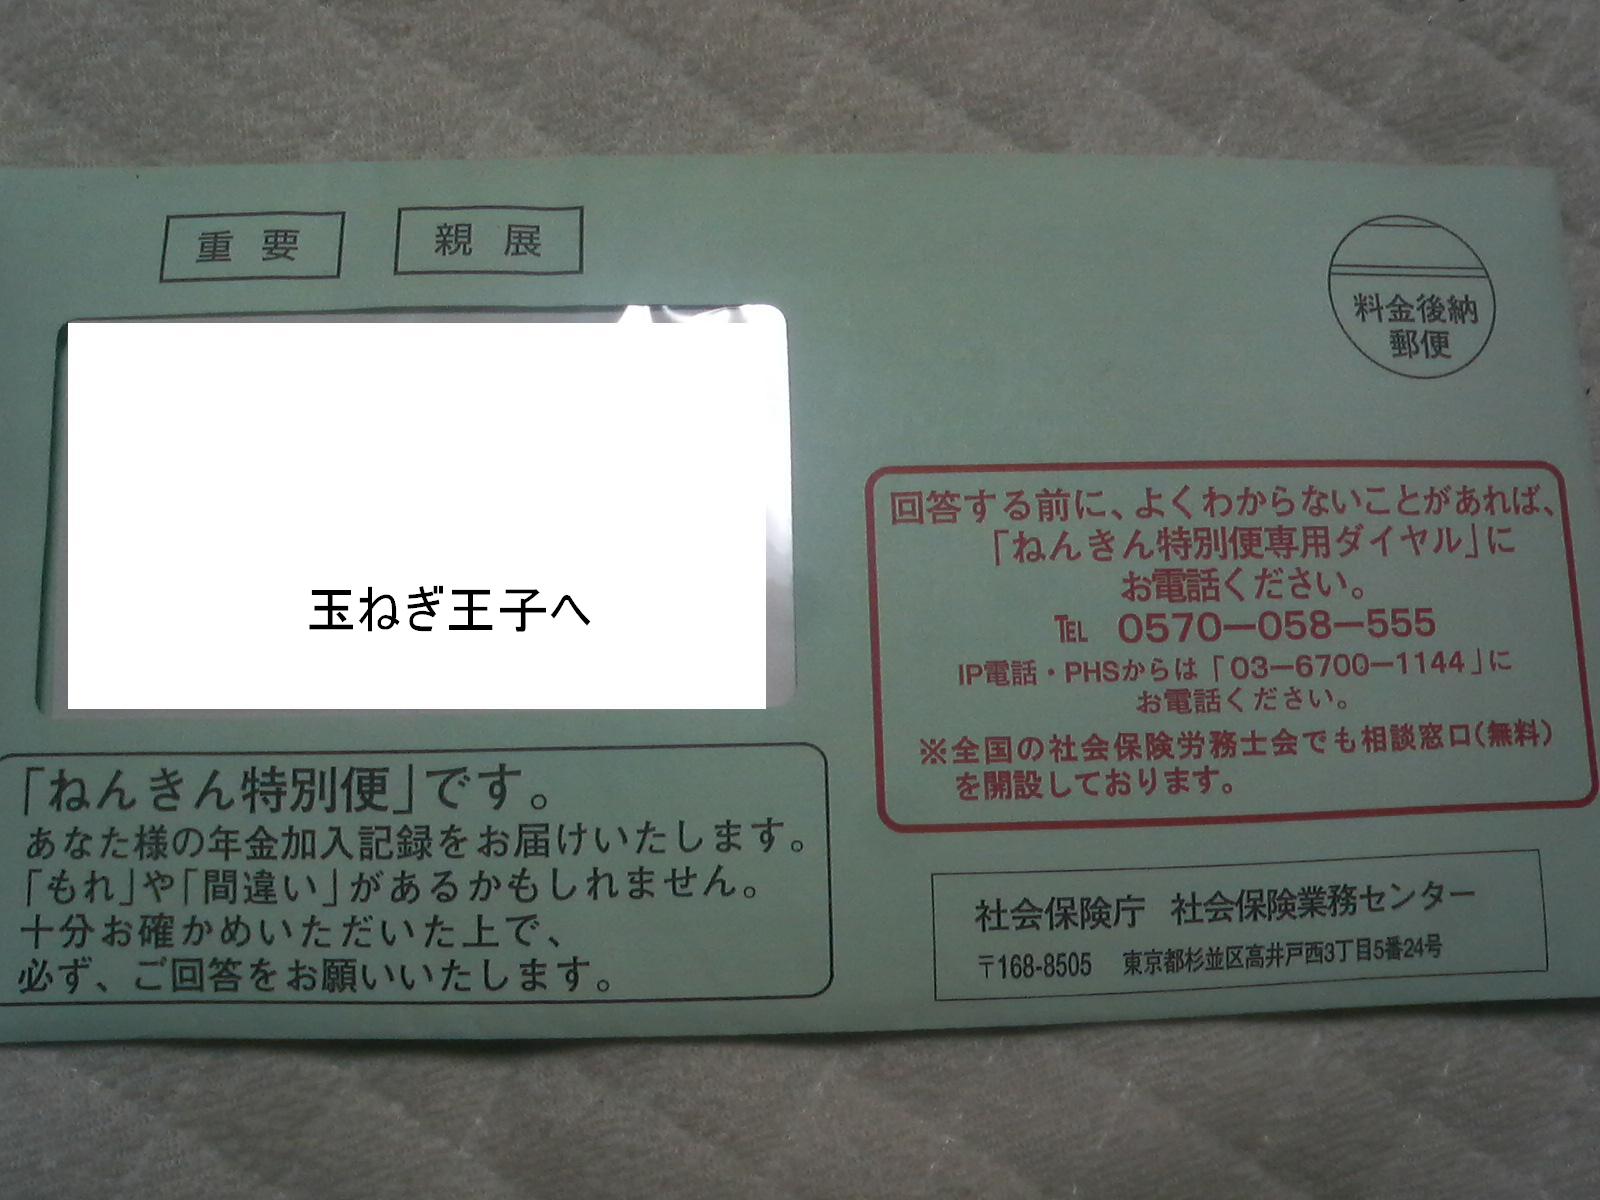 重要
親展
料金後納
郵便
玉ねぎ王子へ
回答する前に、よくわからないことがあれば、
「ねんきん特別便専用ダイヤル」に
お電話ください。
℡ 0570－058－555
IP電話・PHSからは「03－6700－1144」に
お電話ください。
※全国の社会保険労務士会でも相談窓口(無料)
を開設しております。
「ねんきん特別便」です。
あなた様の年金加入記録をお届けいたします。
「もれ」や「間違い」があるかもしれません。
十分お確かめいただいた上で、
必ず、ご回答をお願いいたします。
社会保険庁 社会保険業務センター
〒168-8505 東京都杉並区高井戸西3丁目5番24号